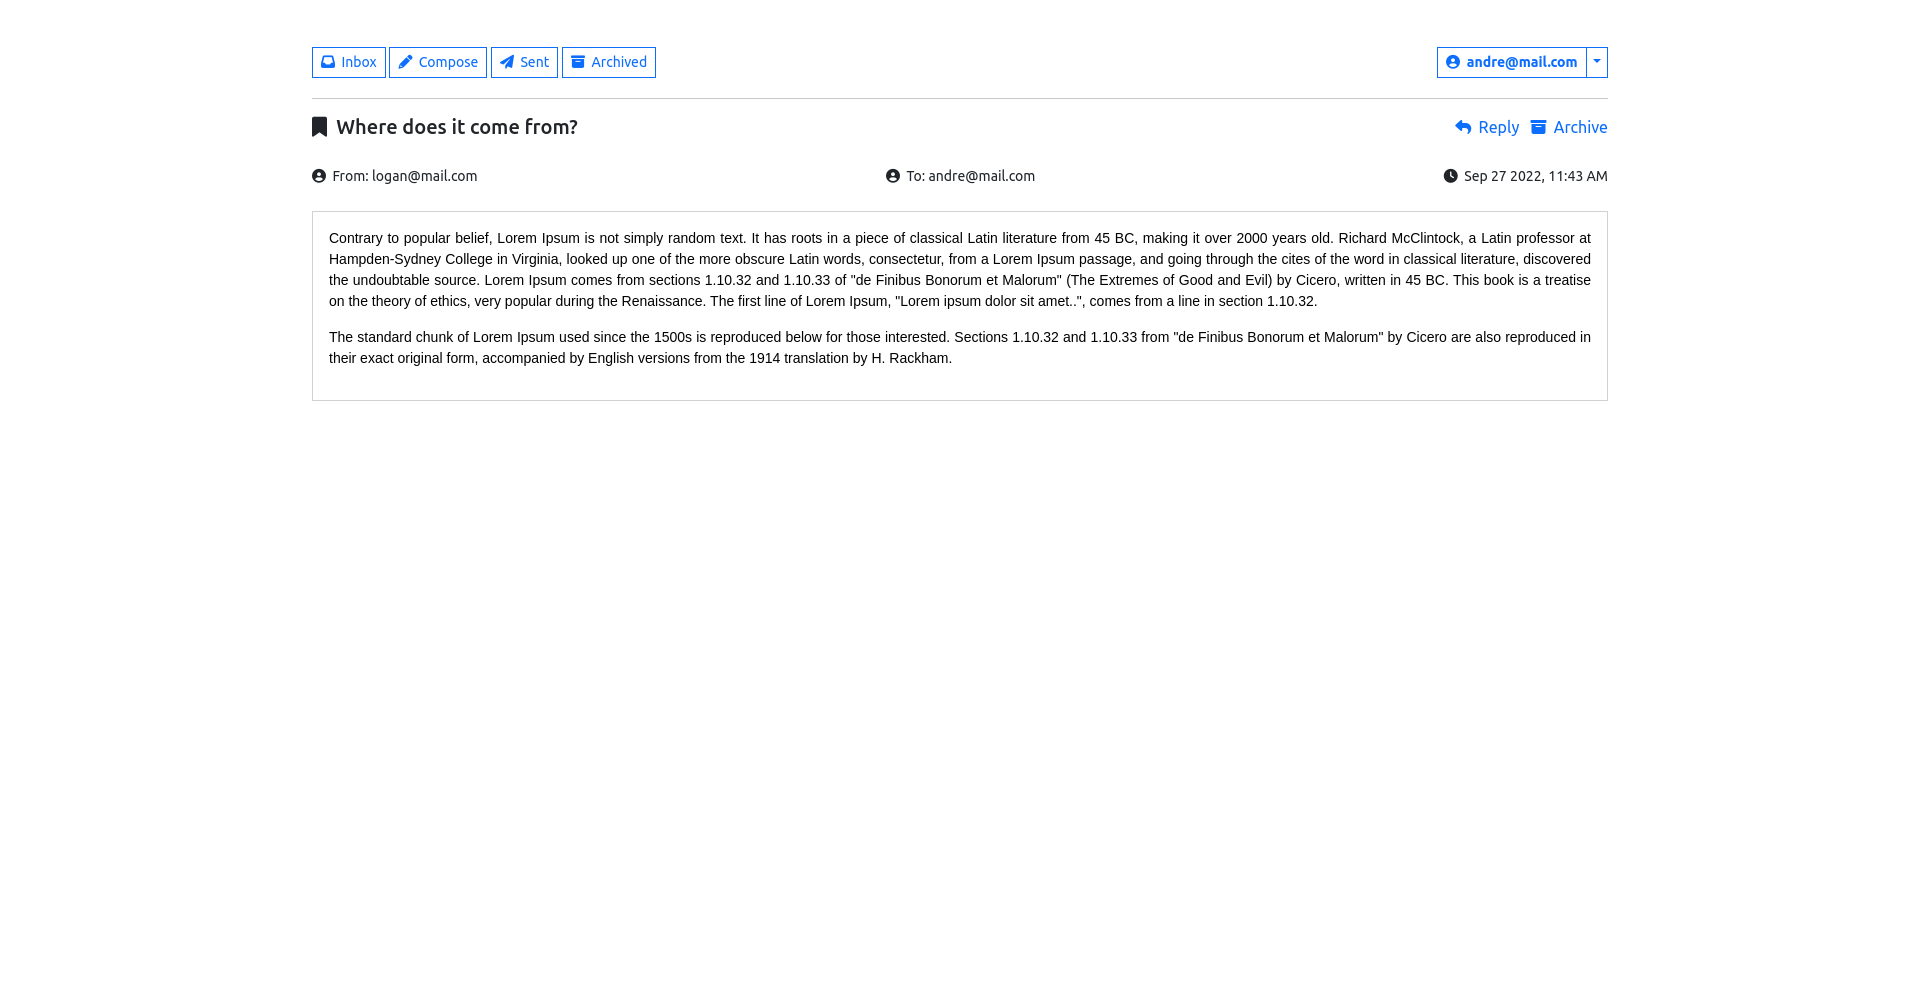 Inbox Compose Sent Archived andre@mail.com
Where does it come from? Reply Archive
From: logan@mail.com To: andre@mail.com Sep 27 2022, 11:43 AM
Contrary to popular belief, Lorem Ipsum is not simply random text. It has roots in a piece of classical Latin literature from 45 BC, making it over 2000 years old. Richard McClintock, a Latin professor at
Hampden-Sydney College in Virginia, looked up one of the more obscure Latin words, consectetur, from a Lorem Ipsum passage, and going through the cites of the word in classical literature, discovered
the undoubtable source. Lorem Ipsum comes from sections 1.10.32 and 1.10.33 of "de Finibus Bonorum et Malorum" (The Extremes of Good and Evil) by Cicero, written in 45 BC. This book is a treatise
on the theory of ethics, very popular during the Renaissance. The first line of Lorem Ipsum, "Lorem ipsum dolor sit amet..", comes from a line in section 1.10.32.
The standard chunk of Lorem Ipsum used since the 1500s is reproduced below for those interested. Sections 1.10.32 and 1.10.33 from "de Finibus Bonorum et Malorum" by Cicero are also reproduced in
their exact original form, accompanied by English versions from the 1914 translation by H. Rackham.